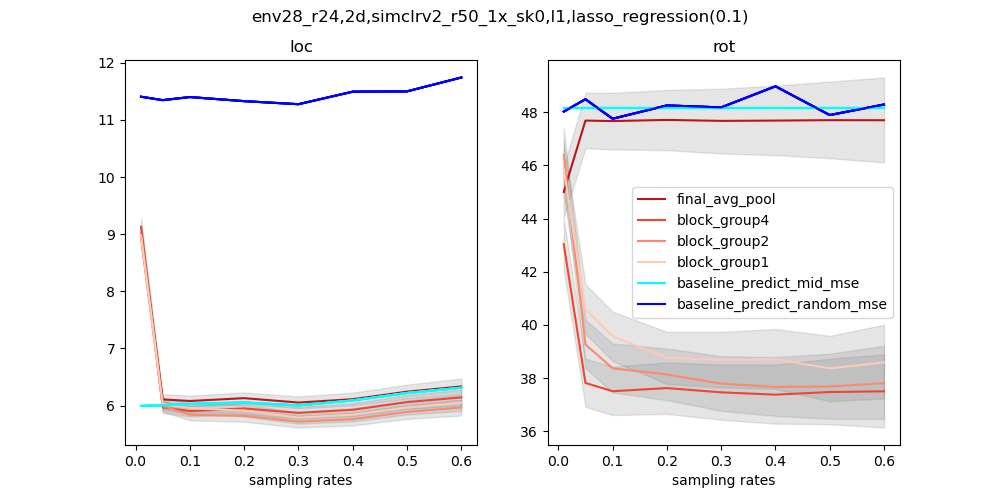 env28_r24,2d,simclrv2_r50_1x_sk0,l1,lasso_regression(0.1)
loc
rot
12
11
10
9
8
7
6
0.0 0.1 0.2 0.3 0.4 0.5 0.6
sampling rates
48
46
44
42
40
38
36
final_avg_pool
block_group4
block_group2
block_group1
baseline_predict_mid_mse
baseline_predict_random_mse
0.0 0.1 0.2 0.3 0.4 0.5 0.6
sampling rates